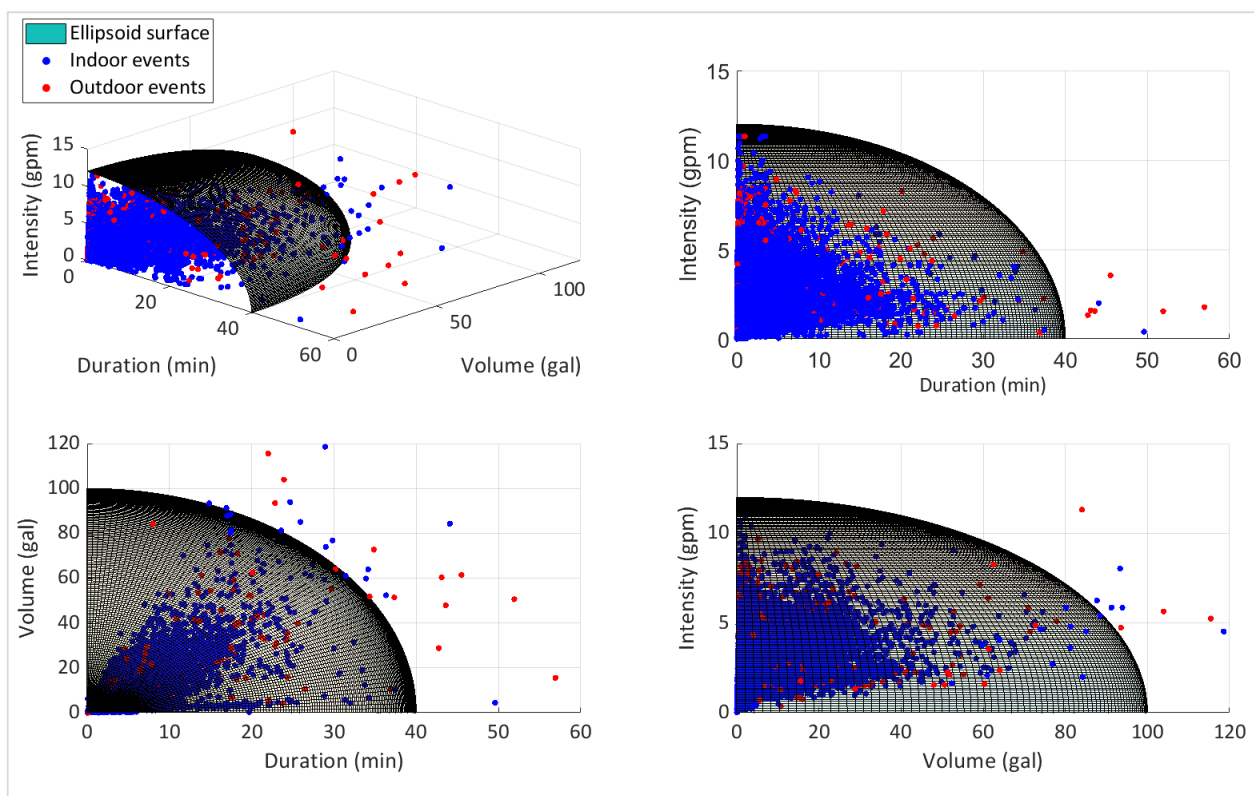 Ellipsoid surface
Indoor events
Outdoor events
Intensity (gpm)
15
10
5
0
0
20
40
60
Duration (min)
0
50
100
Volume (gal)
Intensity (gpm)
15
10
5
0
0 10 20 30 40 50 60
Duration (min)
Volume (gal)
120
100
80
60
40
20
0
0 10 20 30 40 50 60
Duration (min)
Intensity (gpm)
15
10
5
0
0 20 40 60 80 100 120
Volume (gal)